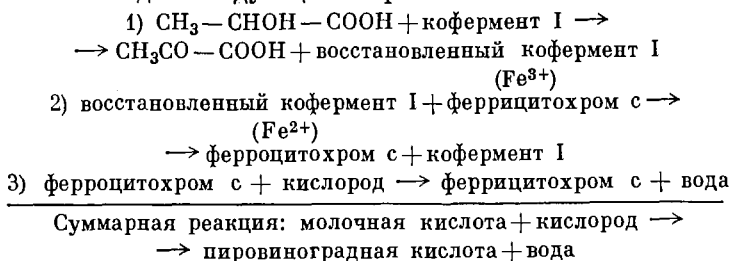 1) CH₃—CHOH—COOH+кофермент I →
→ CH₃CO—COOH+восстановленный кофермент I
(Fe³⁺)
2) восстановленный кофермент I+феррицитохром c→
(Fe²⁺)
→ ферроцитохром c+кофермент I
3) ферроцитохром c + кислород → феррицитохром c + вода
Суммарная реакция: молочная кислота+кислород →
→ пировиноградная кислота+вода